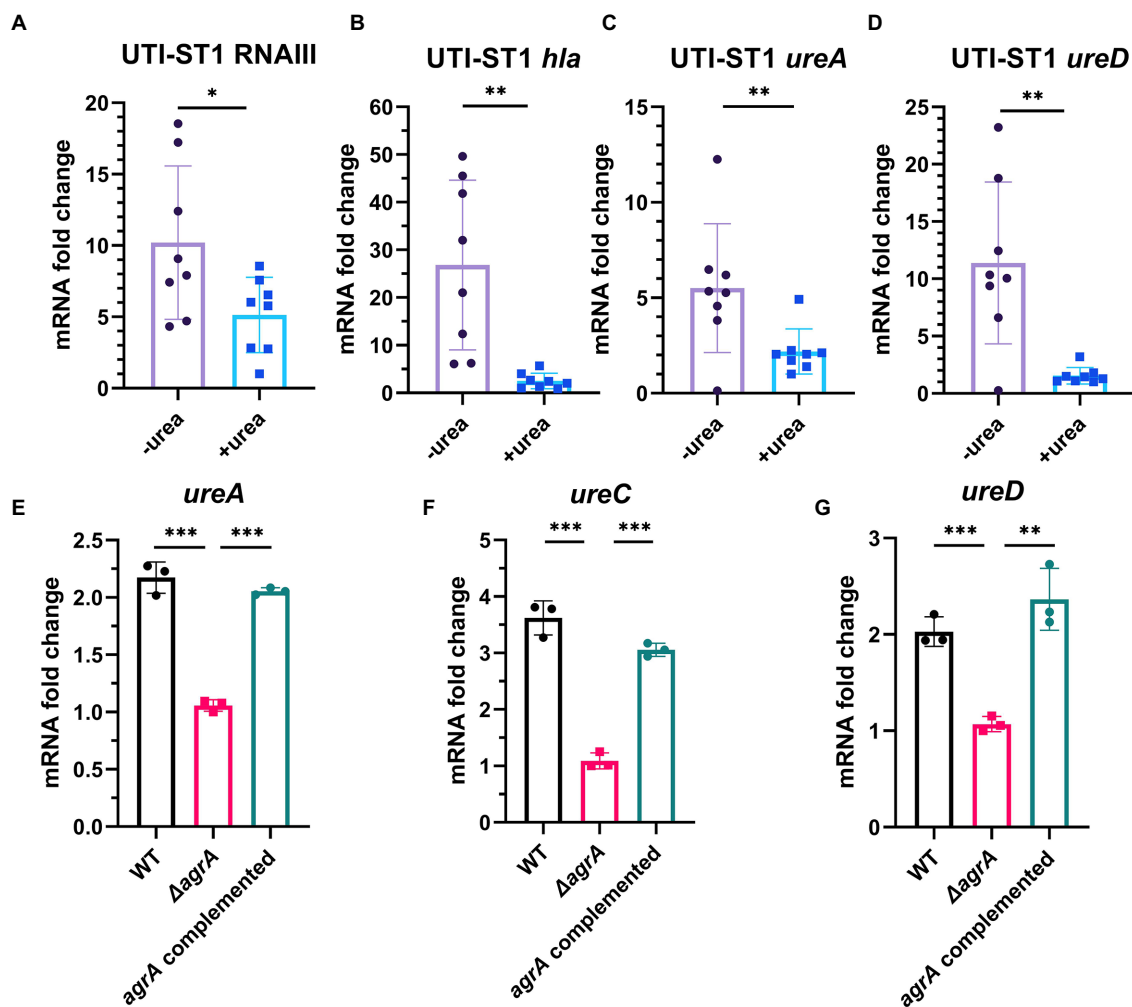 A
UTI-ST1 RNAIII
*
mRNA fold change
20
15
10
5
0
-urea
+urea
B
UTI-ST1 hla
**
mRNA fold change
60
50
40
30
20
10
0
-urea
+urea
C
UTI-ST1 ureA
**
mRNA fold change
15
10
5
0
-urea
+urea
D
UTI-ST1 ureD
**
mRNA fold change
25
20
15
10
5
0
-urea
+urea
E
ureA
*** ***
mRNA fold change
2.5
2.0
1.5
1.0
0.5
0.0
WT
ΔagrA
agrA complemented
F
ureC
*** ***
mRNA fold change
5
4
3
2
1
0
WT
ΔagrA
agrA complemented
G
ureD
*** **
mRNA fold change
3
2
1
0
WT
ΔagrA
agrA complemented